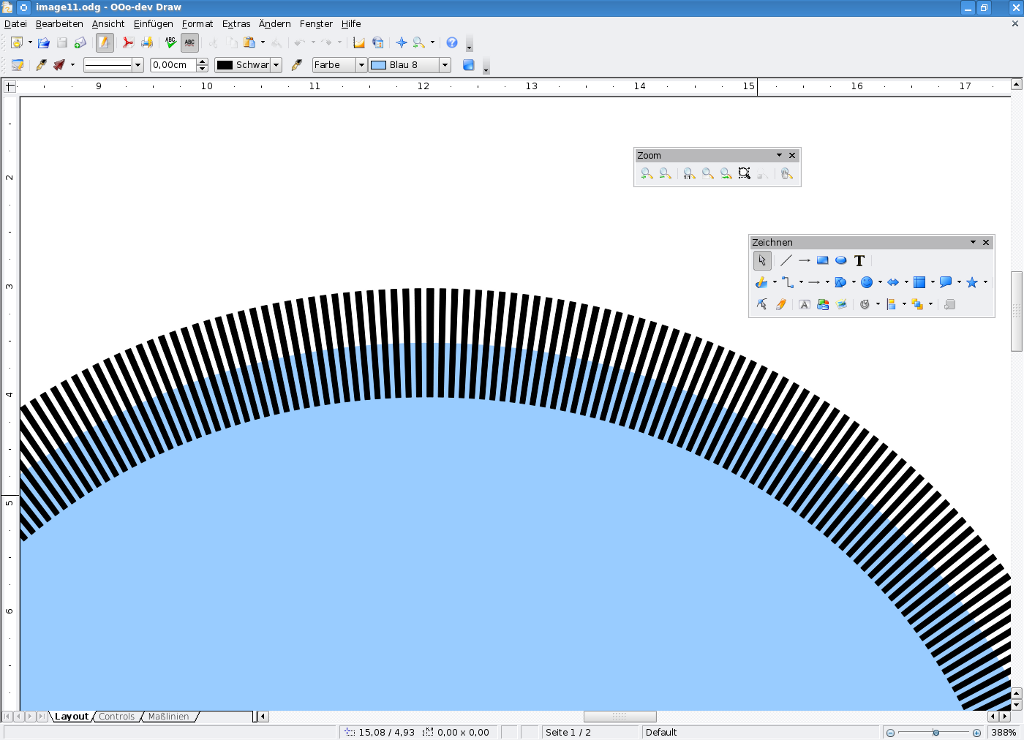 image11.odg - OOo-dev Draw
Datei Bearbeiten Ansicht Einfügen Format Extras Ändern Fenster Hilfe
ABC ABC
0,00cm Schwar Farbe Blau 8
9 10 11 12 13 14 15 16 17
Zoom
2
Zeichnen
T
3
A
4
5
6
Layout Controls Maßlinien
15,08 / 4,93 0,00 x 0,00 Seite 1 / 2 Default 388%